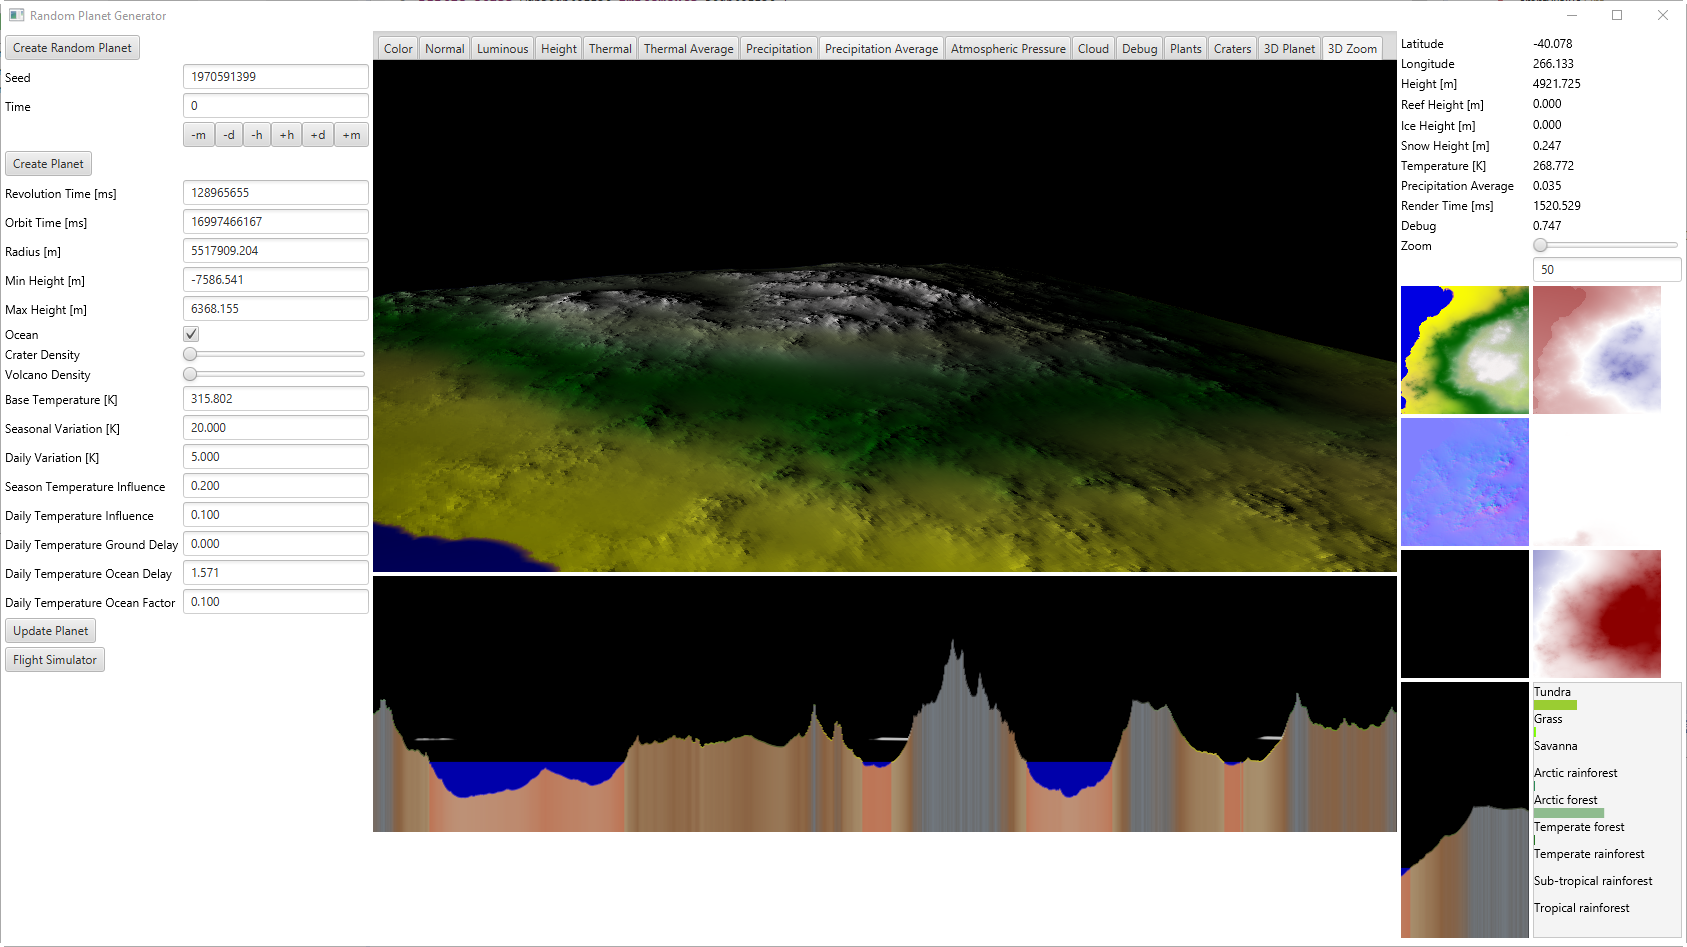 Random Planet Generator
Create Random Planet
Seed 1970591399
Time 0
-m -d -h +h +d +m
Create Planet
Revolution Time [ms] 128965655
Orbit Time [ms] 16997466167
Radius [m] 5517909.204
Min Height [m] -7586.541
Max Height [m] 6368.155
Ocean
Crater Density
Volcano Density
Base Temperature [K] 315.802
Seasonal Variation [K] 20.000
Daily Variation [K] 5.000
Season Temperature Influence 0.200
Daily Temperature Influence 0.100
Daily Temperature Ground Delay 0.000
Daily Temperature Ocean Delay 1.571
Daily Temperature Ocean Factor 0.100
Update Planet
Flight Simulator
Color Normal Luminous Height Thermal Thermal Average Precipitation Precipitation Average Atmospheric Pressure Cloud Debug Plants Craters 3D Planet 3D Zoom
Latitude -40.078
Longitude 266.133
Height [m] 4921.725
Reef Height [m] 0.000
Ice Height [m] 0.000
Snow Height [m] 0.247
Temperature [K] 268.772
Precipitation Average 0.035
Render Time [ms] 1520.529
Debug 0.747
Zoom
50
Tundra
Grass
Savanna
Arctic rainforest
Arctic forest
Temperate forest
Temperate rainforest
Sub-tropical rainforest
Tropical rainforest